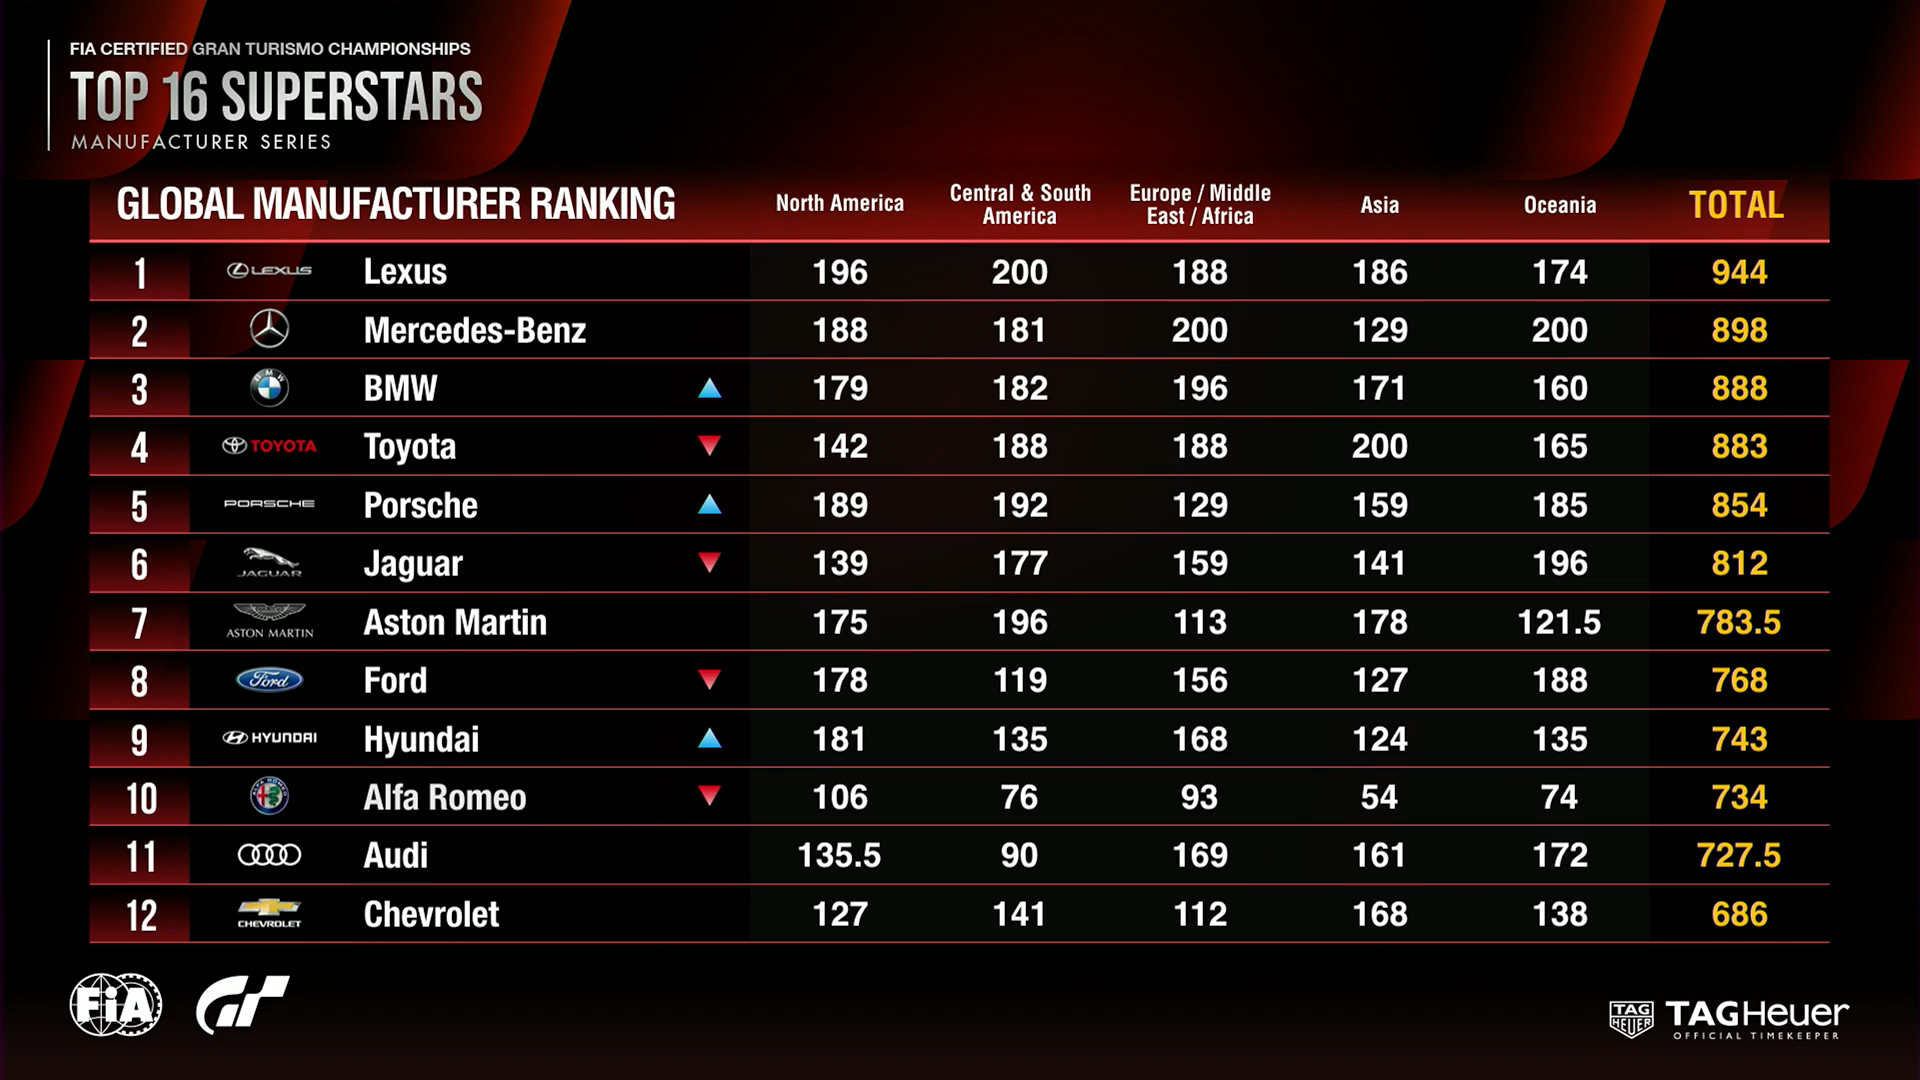 FIA CERTIFIED GRAN TURISMO CHAMPIONSHIPS
TOP 16 SUPERSTARS
MANUFACTURER SERIES
GLOBAL MANUFACTURER RANKING North America Central & South America Europe / Middle East / Africa Asia Oceania TOTAL
1 LEXUS Lexus 196 200 188 186 174 944
2 Mercedes-Benz 188 181 200 129 200 898
3 BMW BMW 179 182 196 171 160 888
4 TOYOTA Toyota 142 188 188 200 165 883
5 PORSCHE Porsche 189 192 129 159 185 854
6 JAGUAR Jaguar 139 177 159 141 196 812
7 ASTON MARTIN Aston Martin 175 196 113 178 121.5 783.5
8 Ford Ford 178 119 156 127 188 768
9 HYUNDAI Hyundai 181 135 168 124 135 743
10 ALFA ROMEO Alfa Romeo 106 76 93 54 74 734
11 Audi 135.5 90 169 161 172 727.5
12 CHEVROLET Chevrolet 127 141 112 168 138 686
FiA GT TAG HEUER TAGHeuer
OFFICIAL TIMEKEEPER